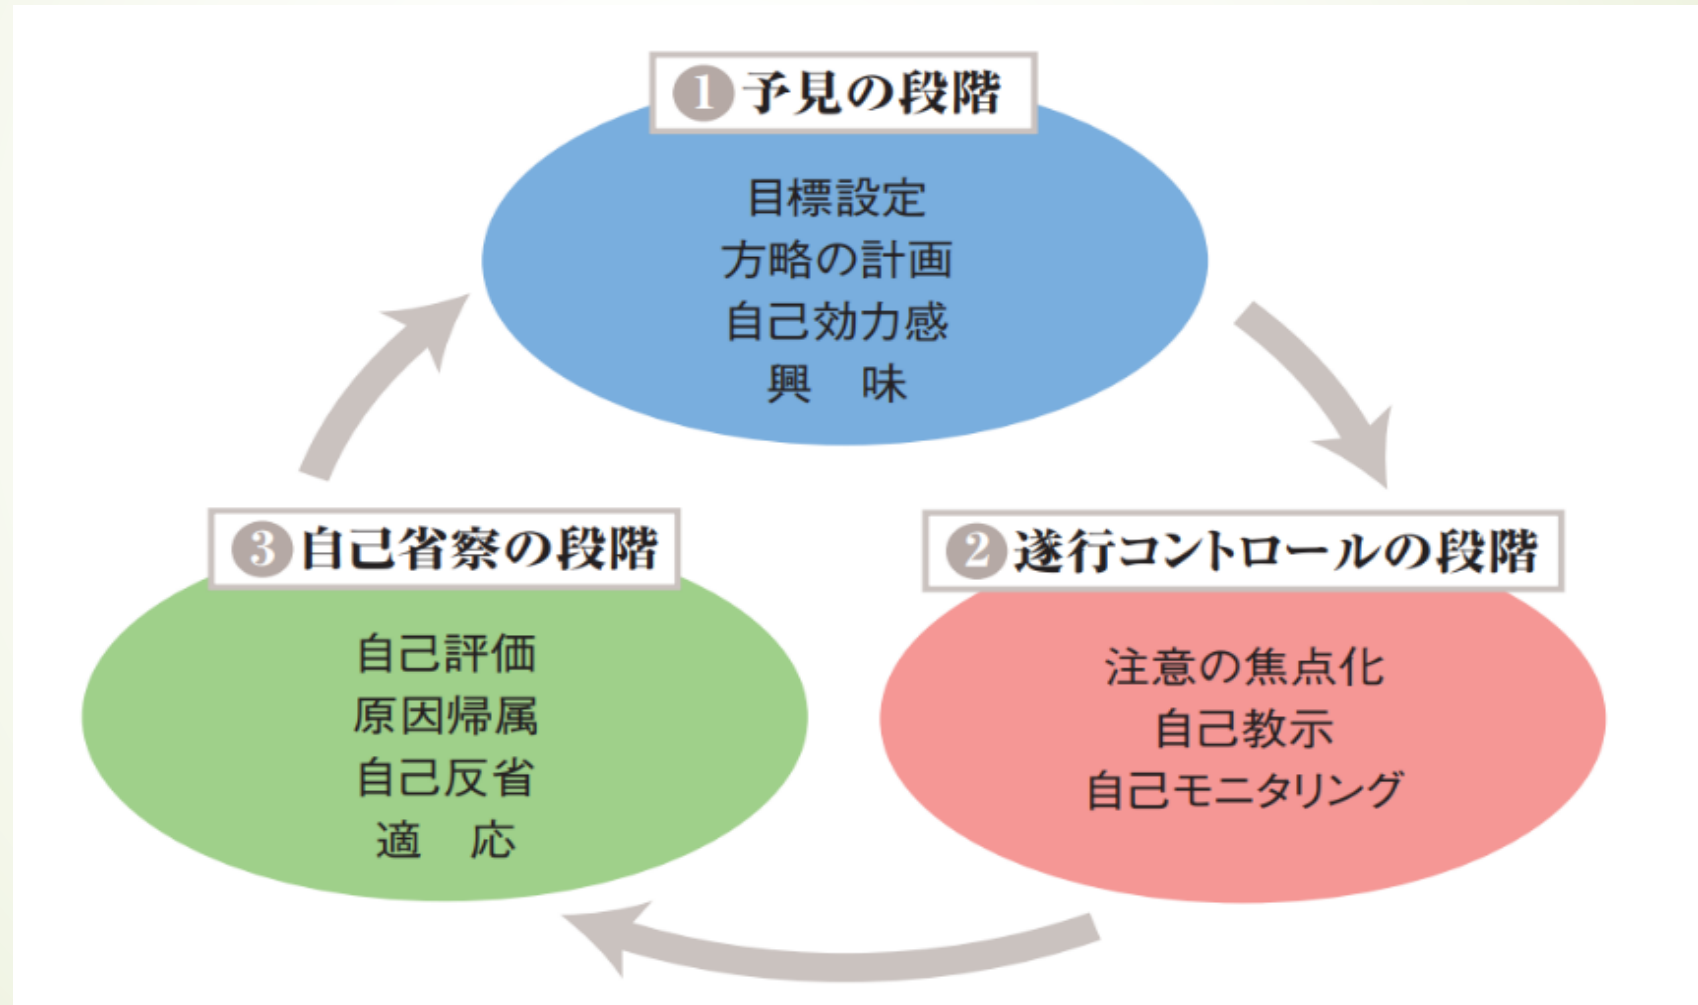 ❶予見の段階
目標設定
方略の計画
自己効力感
興　味
❷遂行コントロールの段階
注意の焦点化
自己教示
自己モニタリング
❸自己省察の段階
自己評価
原因帰属
自己反省
適　応